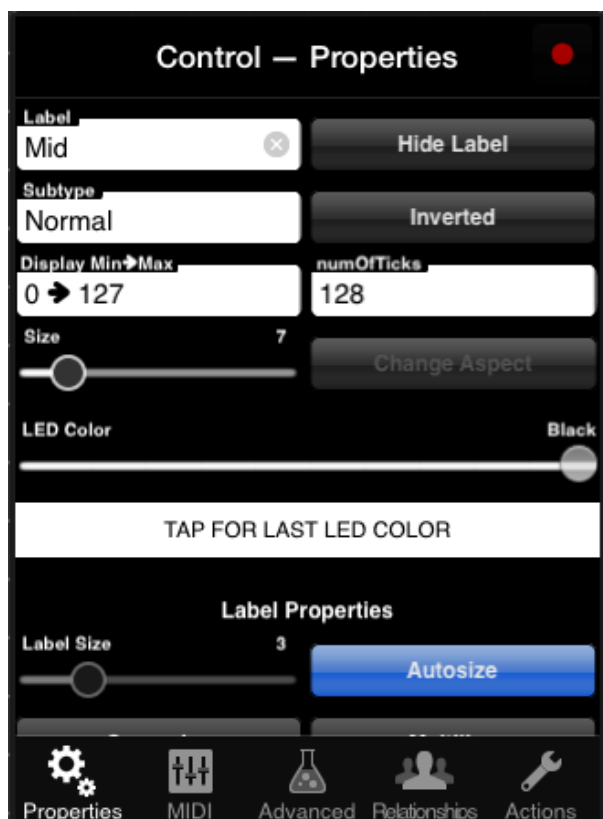 Control — Properties
Label
Mid
Hide Label
Subtype
Normal
Inverted
Display Min➔Max
0 ➔ 127
numOfTicks
128
Size 7
Change Aspect
LED Color Black
TAP FOR LAST LED COLOR
Label Properties
Label Size 3
Autosize
Properties MIDI Advanced Relationships Actions